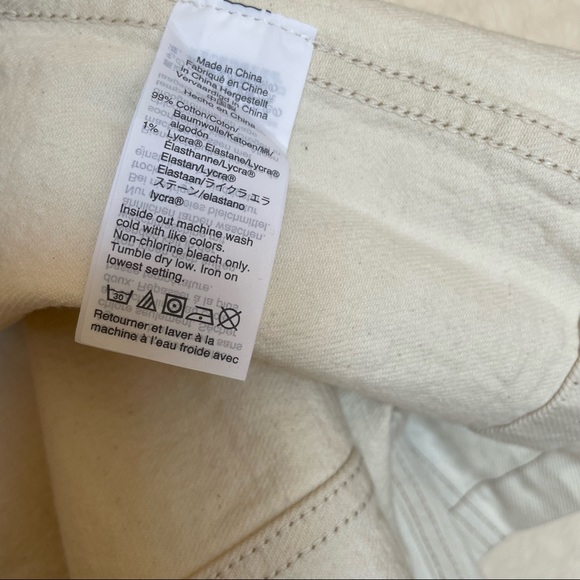 Made in China
Fabriqué en Chine
In China Hergestellt
Vervaarding in China
Hecho en China
99% Cotton/Coton/
Baumwolle/Katoen/綿/
algodón
1% Lycra® Elastane/Lycra®
Élasthanne/Lycra®
Elastan/Lycra®
Elastaan/ライクラ エラ
ステーン/elastano
lycra®
Inside out machine wash
cold with like colors.
Non-chlorine bleach only.
Tumble dry low. Iron on
lowest setting.
30
Retourner et laver à la
machine à l'eau froide avec